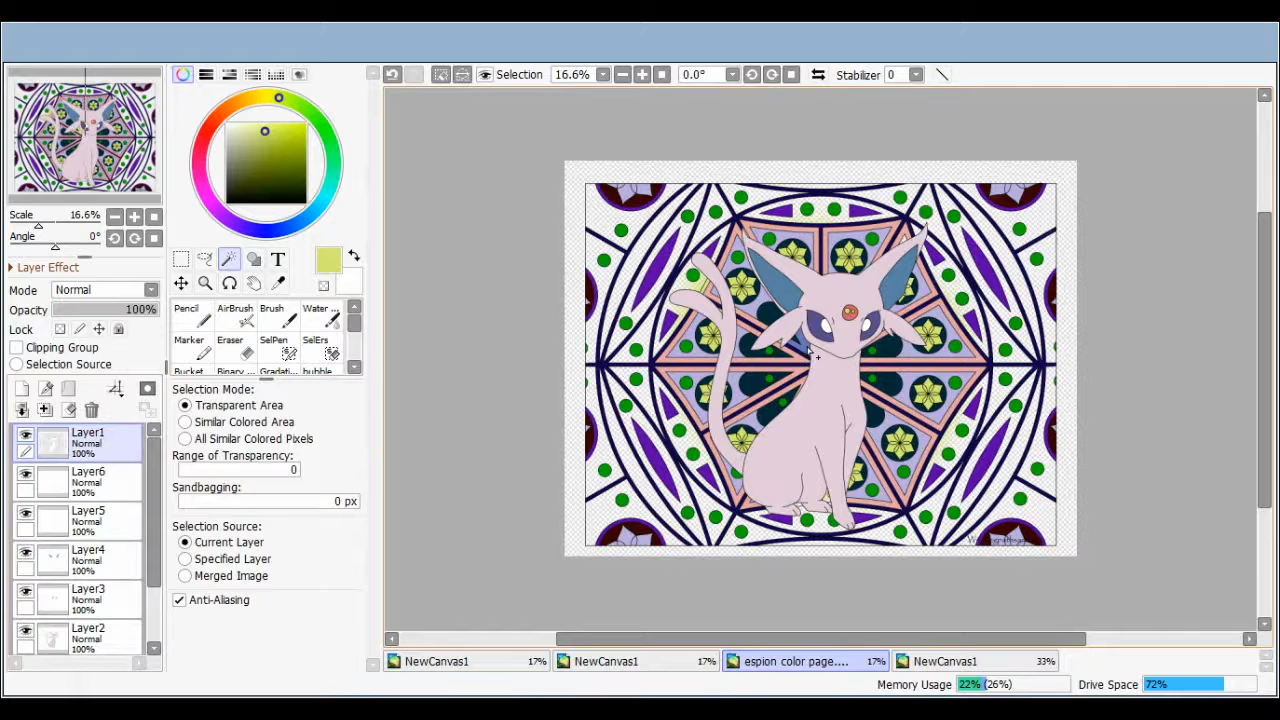 Selection 16.6% 0.0° Stabilizer 0
Scale 16.6%
Angle 0°
Layer Effect
Mode Normal
Opacity 100%
Lock
Clipping Group
Selection Source
Layer1
Normal
100%
Layer6
Normal
100%
Layer5
Normal
100%
Layer4
Normal
100%
Layer3
Normal
100%
Layer2
Normal
100%
T
Pencil AirBrush Brush Water ...
Marker Eraser SelPen SelErs
Bucket Binary ... Gradati... bubble
Selection Mode:
Transparent Area
Similar Colored Area
All Similar Colored Pixels
Range of Transparency:
0
Sandbagging:
0 px
Selection Source:
Current Layer
Specified Layer
Merged Image
Anti-Aliasing
NewCanvas1 17% NewCanvas1 17% espion color page.... 17% NewCanvas1 33%
Memory Usage 22% (26%) Drive Space 72%